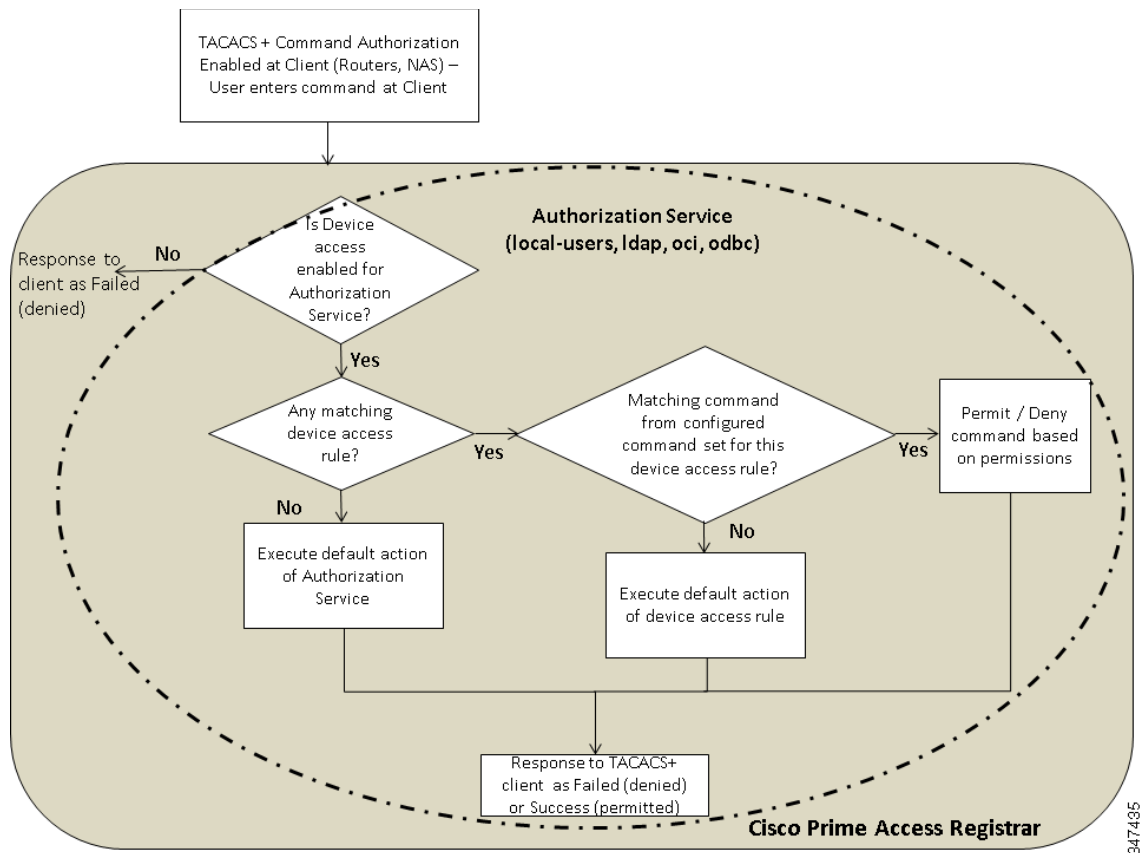 TACACS + Command Authorization
Enabled at Client (Routers, NAS) –
User enters command at Client
Authorization Service
(local-users, ldap, oci, odbc)
Is Device
access
enabled for
Authorization
Service?
No
Response to
client as Failed
(denied)
Yes
Any matching
device access
rule?
Yes
Matching command
from configured
command set for this
device access rule?
Yes
Permit / Deny
command based
on permissions
No
Execute default action
of Authorization
Service
No
Execute default action
of device access rule
Response to TACACS+
client as Failed (denied)
or Success (permitted)
Cisco Prime Access Registrar
347435